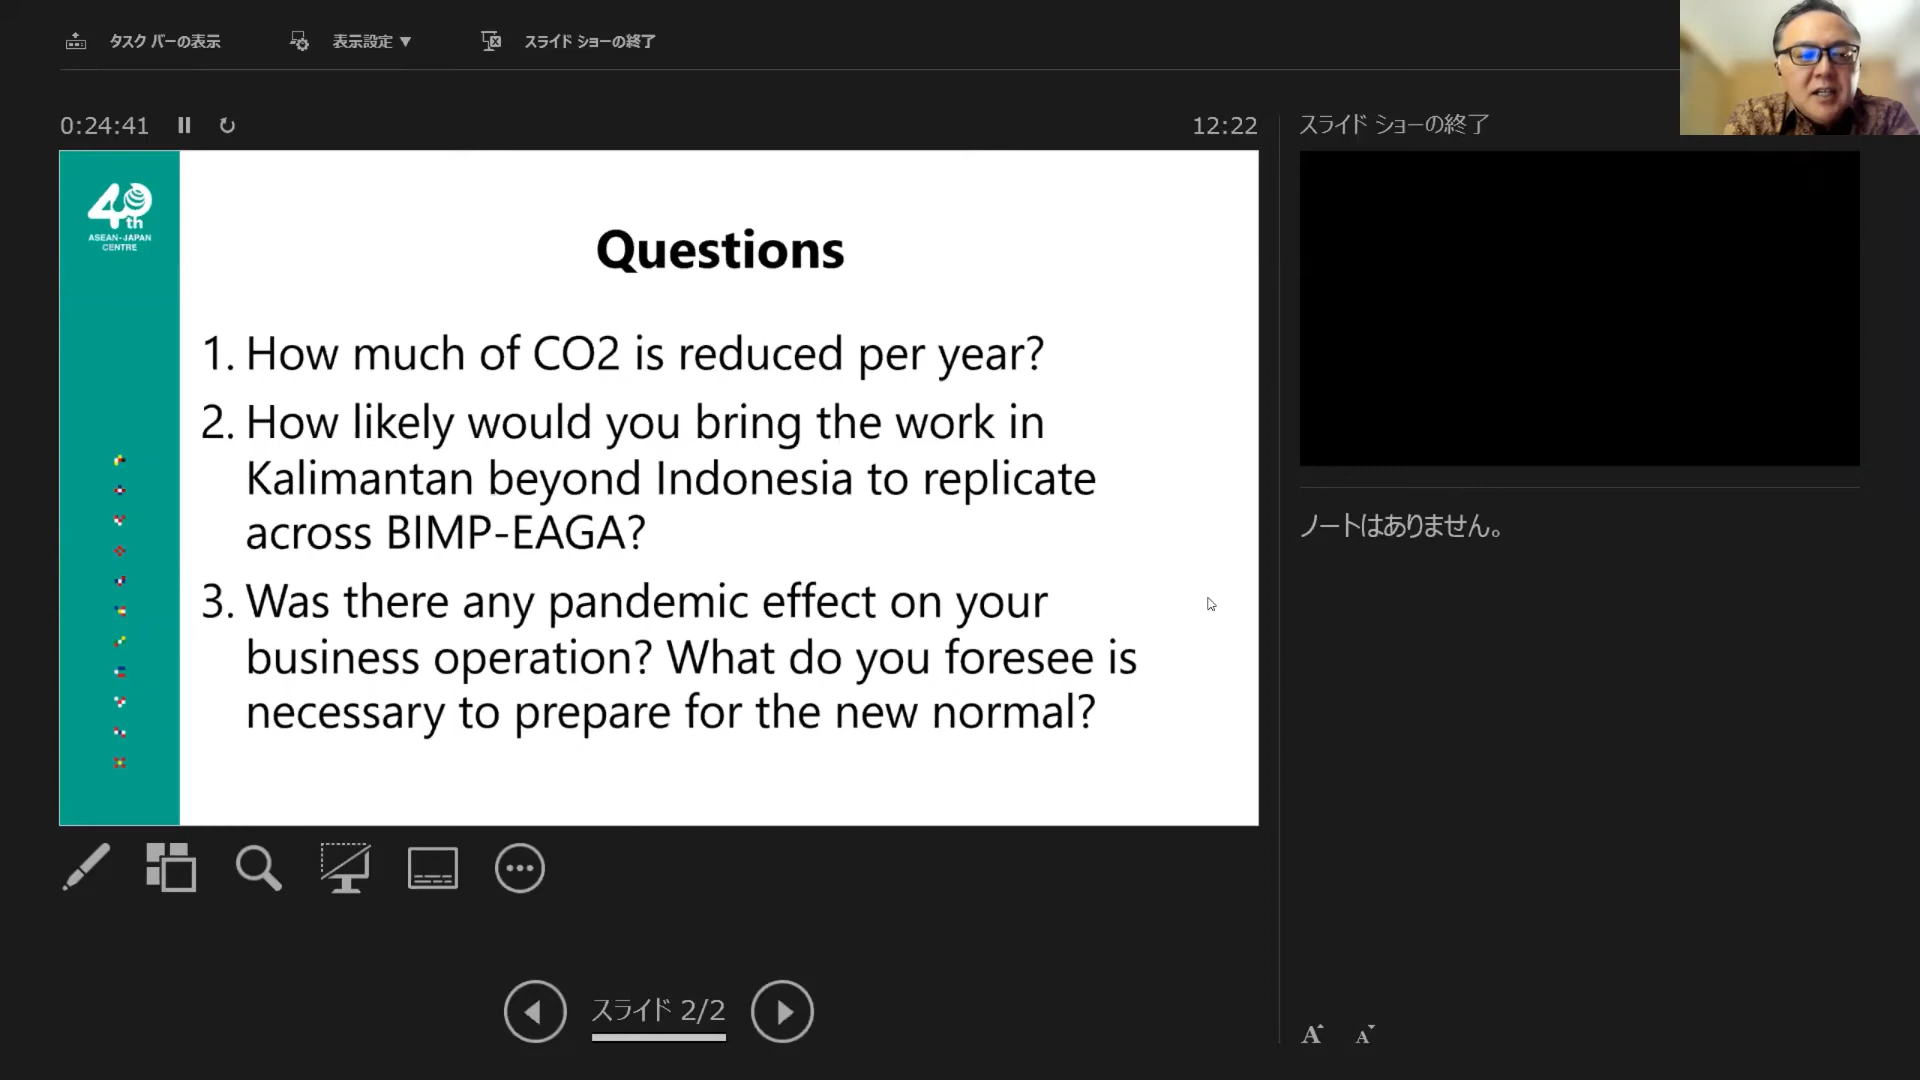 タスク バーの表示
表示設定 ▼
スライド ショーの終了
0:24:41
12:22
スライド ショーの終了
40th
ASEAN-JAPAN
CENTRE
Questions
1. How much of CO2 is reduced per year?
2. How likely would you bring the work in
Kalimantan beyond Indonesia to replicate
across BIMP-EAGA?
3. Was there any pandemic effect on your
business operation? What do you foresee is
necessary to prepare for the new normal?
ノートはありません。
スライド 2/2
A A